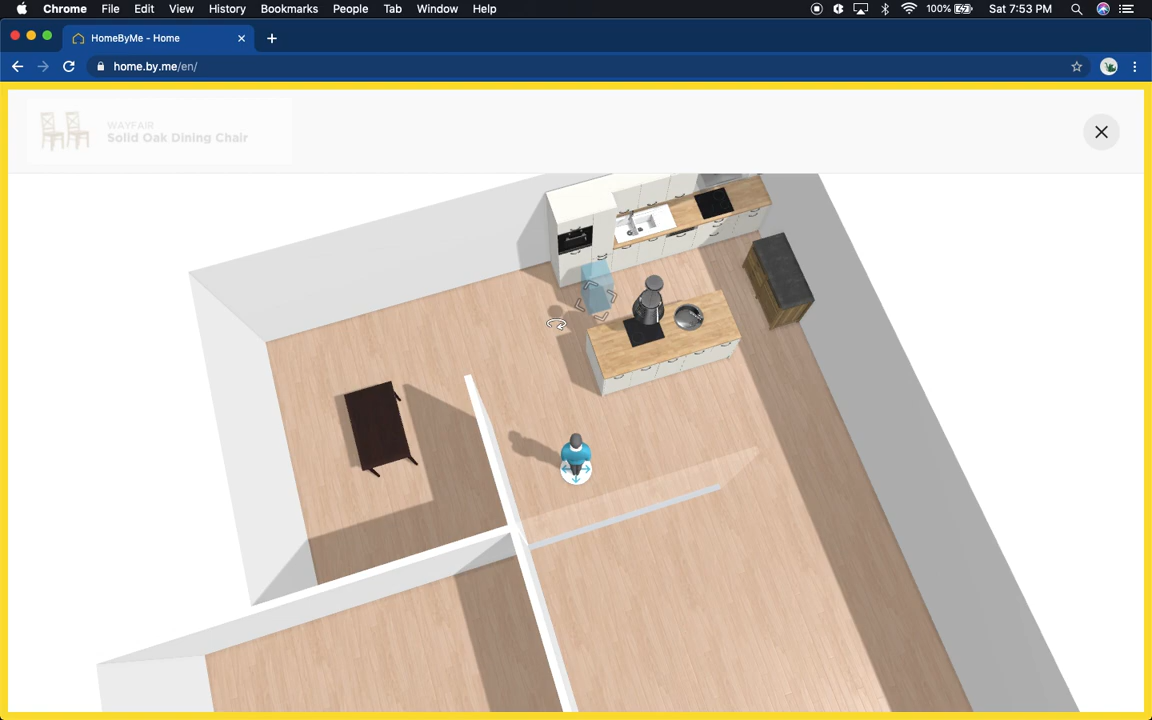 Chrome File Edit View History Bookmarks People Tab Window Help 100% Sat 7:53 PM
HomeByMe - Home
home.by.me/en/
WAYFAIR
Solid Oak Dining Chair